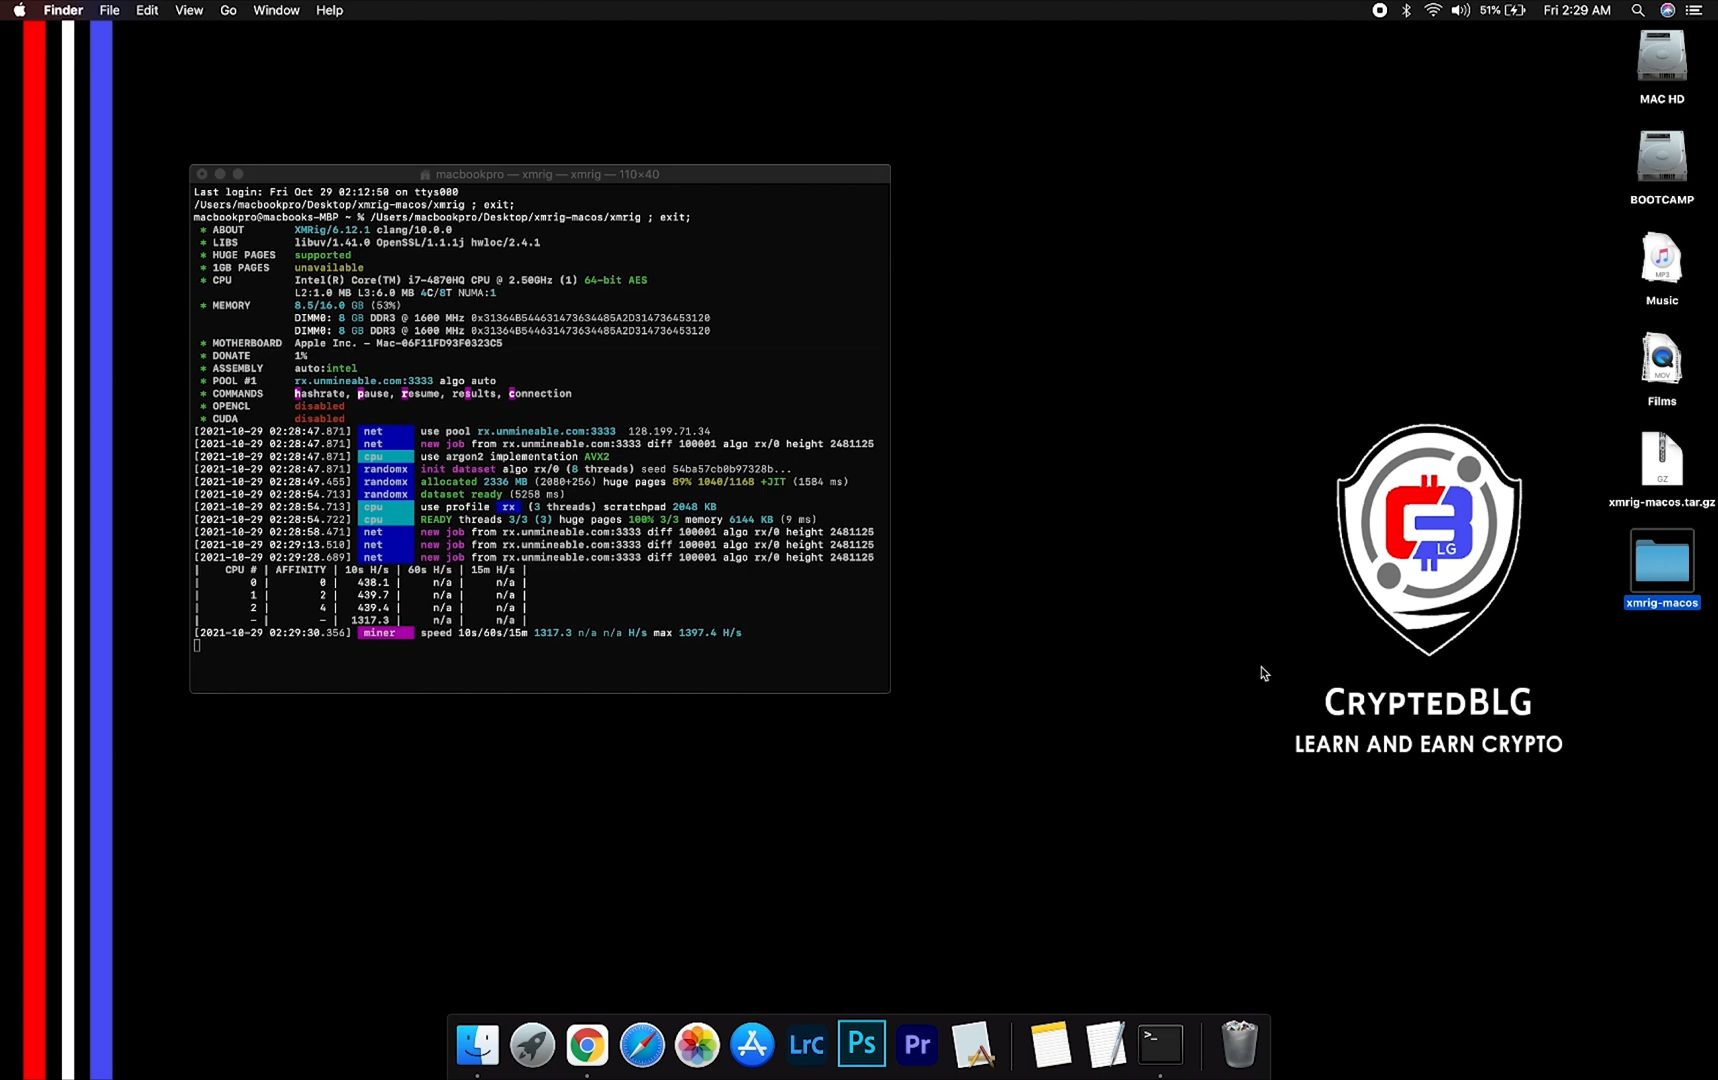 Finder File Edit View Go Window Help
51% Fri 2:29 AM
macbookpro — xmrig — xmrig — 110×40
Last login: Fri Oct 29 02:12:50 on ttys000
/Users/macbookpro/Desktop/xmrig-macos/xmrig ; exit;
macbookpro@macbooks-MBP ~ % /Users/macbookpro/Desktop/xmrig-macos/xmrig ; exit;
* ABOUT XMRig/6.12.1 clang/10.0.0
* LIBS libuv/1.41.0 OpenSSL/1.1.1j hwloc/2.4.1
* HUGE PAGES supported
* 1GB PAGES unavailable
* CPU Intel(R) Core(TM) i7-4870HQ CPU @ 2.50GHz (1) 64-bit AES
L2:1.0 MB L3:6.0 MB 4C/8T NUMA:1
* MEMORY 8.5/16.0 GB (53%)
DIMM0: 8 GB DDR3 @ 1600 MHz 0x31364B544631473634485A2D314736453120
DIMM0: 8 GB DDR3 @ 1600 MHz 0x31364B544631473634485A2D314736453120
* MOTHERBOARD Apple Inc. - Mac-06F11FD93F0323C5
* DONATE 1%
* ASSEMBLY auto:intel
* POOL #1 rx.unmineable.com:3333 algo auto
* COMMANDS hashrate, pause, resume, results, connection
* OPENCL disabled
* CUDA disabled
[2021-10-29 02:28:47.871] net use pool rx.unmineable.com:3333 128.199.71.34
[2021-10-29 02:28:47.871] net new job from rx.unmineable.com:3333 diff 100001 algo rx/0 height 2481125
[2021-10-29 02:28:47.871] cpu use argon2 implementation AVX2
[2021-10-29 02:28:47.871] randomx init dataset algo rx/0 (8 threads) seed 54ba57cb0b97328b...
[2021-10-29 02:28:49.455] randomx allocated 2336 MB (2080+256) huge pages 89% 1040/1168 +JIT (1584 ms)
[2021-10-29 02:28:54.713] randomx dataset ready (5258 ms)
[2021-10-29 02:28:54.713] cpu use profile rx (3 threads) scratchpad 2048 KB
[2021-10-29 02:28:54.722] cpu READY threads 3/3 (3) huge pages 100% 3/3 memory 6144 KB (9 ms)
[2021-10-29 02:28:58.471] net new job from rx.unmineable.com:3333 diff 100001 algo rx/0 height 2481125
[2021-10-29 02:29:13.510] net new job from rx.unmineable.com:3333 diff 100001 algo rx/0 height 2481125
[2021-10-29 02:29:28.689] net new job from rx.unmineable.com:3333 diff 100001 algo rx/0 height 2481125
| CPU # | AFFINITY | 10s H/s | 60s H/s | 15m H/s |
| 0 | 0 | 438.1 | n/a | n/a |
| 1 | 2 | 439.7 | n/a | n/a |
| 2 | 4 | 439.4 | n/a | n/a |
| - | - | 1317.3 | n/a | n/a |
[2021-10-29 02:29:30.356] miner speed 10s/60s/15m 1317.3 n/a n/a H/s max 1397.4 H/s
MAC HD
BOOTCAMP
MP3
Music
MOV
Films
GZ
xmrig-macos.tar.gz
xmrig-macos
LG
CRYPTEDBLG
LEARN AND EARN CRYPTO
LrC
Ps
Pr
>_